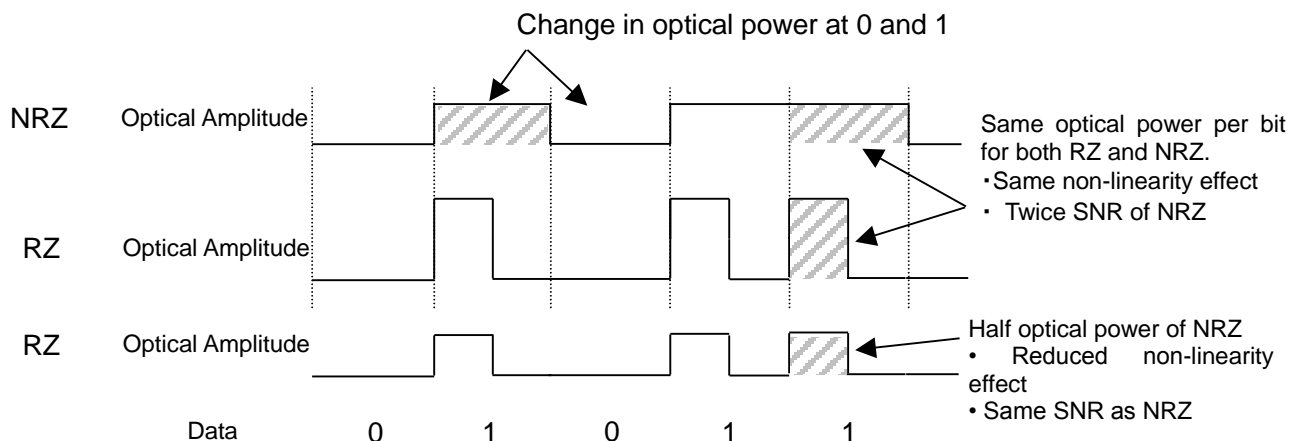 Change in optical power at 0 and 1
NRZ Optical Amplitude
Same optical power per bit
for both RZ and NRZ.
・Same non-linearity effect
・ Twice SNR of NRZ
RZ Optical Amplitude
RZ Optical Amplitude
Half optical power of NRZ
• Reduced non-linearity
effect
• Same SNR as NRZ
Data 0 1 0 1 1